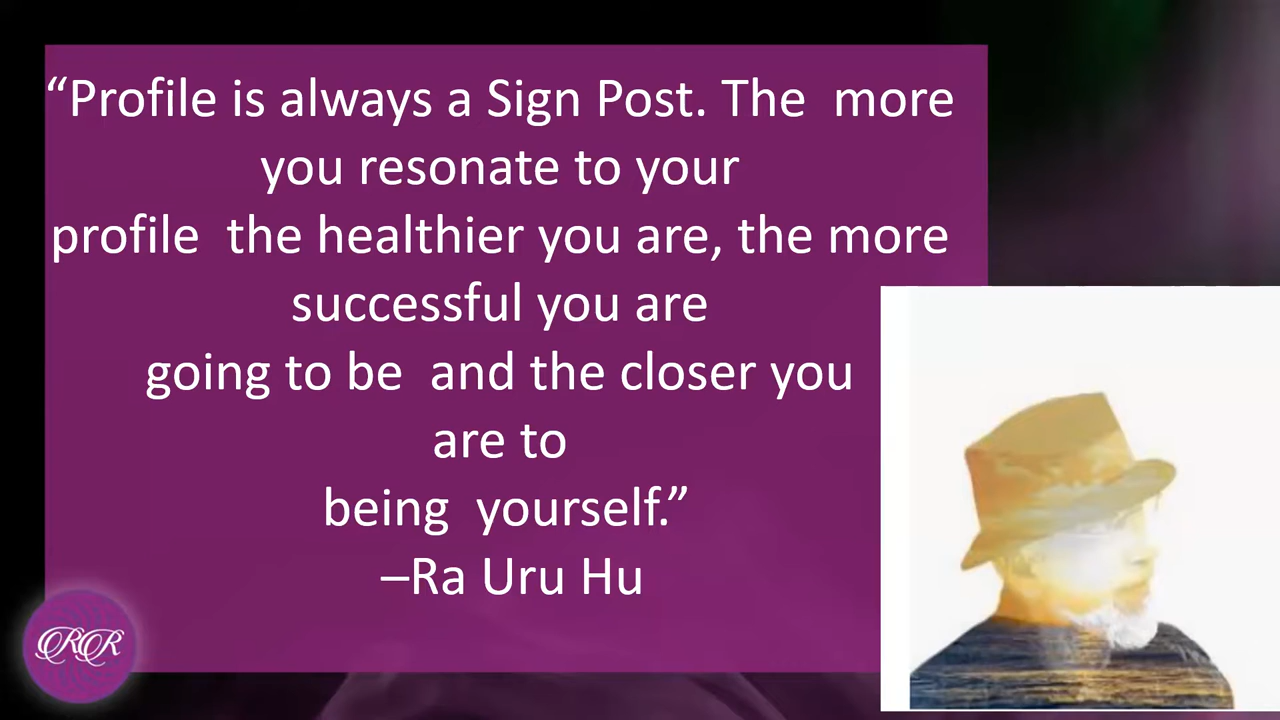 “Profile is always a Sign Post. The  more
you resonate to your
profile  the healthier you are, the more
successful you are
going to be  and the closer you
are to
being  yourself.”
–Ra Uru Hu
RR